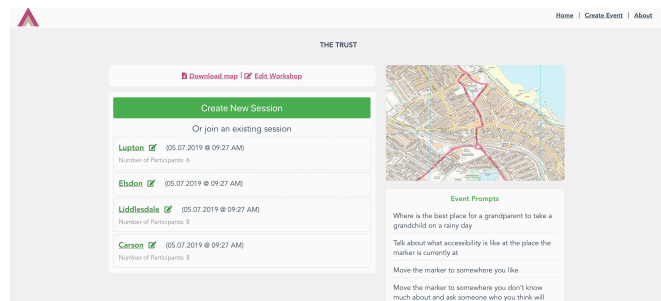 Home | Create Event | About
THE TRUST
Download map | Edit Workshop
Create New Session
Or join an existing session
Lupton (05.07.2019 @ 09:27 AM)
Number of Participants: 6
Elsdon (05.07.2019 @ 09:27 AM)
Liddlesdale (05.07.2019 @ 09:27 AM)
Number of Participants: 8
Carson (05.07.2019 @ 09:27 AM)
Number of Participants: 8
Event Prompts
Where is the best place for a grandparent to take a
grandchild on a rainy day
Talk about what accessibility is like at the place the
marker is currently at
Move the marker to somewhere you like
Move the marker to somewhere you don't know
much about and ask someone who you think will